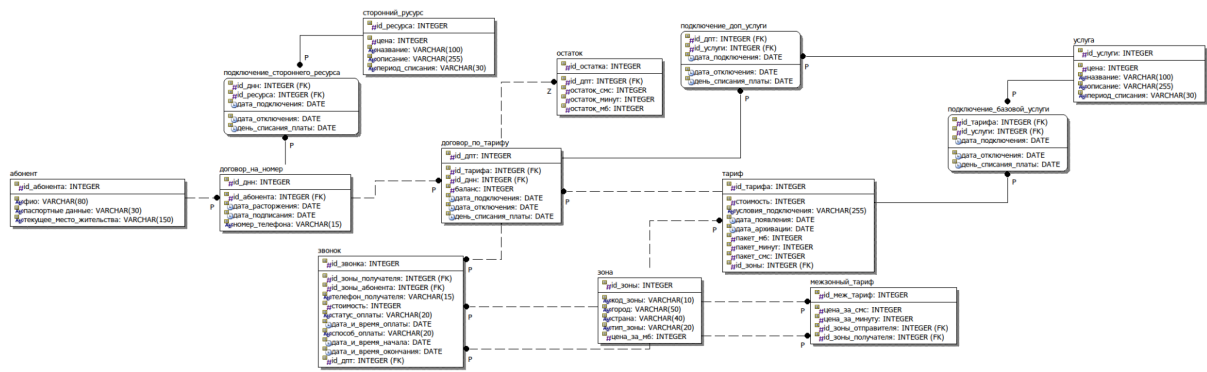 сторонний_русурс
id_ресурса: INTEGER
цена: INTEGER
название: VARCHAR(100)
описание: VARCHAR(255)
период_списания: VARCHAR(30)
P
подключение_стороннего_ресурса
id_днн: INTEGER (FK)
id_ресурса: INTEGER (FK)
дата_подключения: DATE
дата_отключения: DATE
день_списания_платы: DATE
P
остаток
id_остатка: INTEGER
id_дпт: INTEGER (FK)
остаток_смс: INTEGER
остаток_минут: INTEGER
остаток_мб: INTEGER
Z
подключение_доп_услуги
id_дпт: INTEGER (FK)
id_услуги: INTEGER (FK)
дата_подключения: DATE
дата_отключения: DATE
день_списания_платы: DATE
P
P
услуга
id_услуги: INTEGER
цена: INTEGER
название: VARCHAR(100)
описание: VARCHAR(255)
период_списания: VARCHAR(30)
P
подключение_базовой_услуги
id_тарифа: INTEGER (FK)
id_услуги: INTEGER (FK)
дата_подключения: DATE
дата_отключения: DATE
день_списания_платы: DATE
P
абонент
id_абонента: INTEGER
фио: VARCHAR(80)
паспортные данные: VARCHAR(30)
текущее_место_жительства: VARCHAR(150)
P
договор_на_номер
id_днн: INTEGER
id_абонента: INTEGER (FK)
дата_расторжения: DATE
дата_подписания: DATE
номер_телефона: VARCHAR(15)
P
договор_по_тарифу
id_дпт: INTEGER
id_тарифа: INTEGER (FK)
id_днн: INTEGER (FK)
баланс: INTEGER
дата_подключения: DATE
дата_отключения: DATE
день_списания_платы: DATE
P
тариф
id_тарифа: INTEGER
стоимость: INTEGER
условия_подключения: VARCHAR(255)
дата_появления: DATE
дата_архивации: DATE
пакет_мб: INTEGER
пакет_минут: INTEGER
пакет_смс: INTEGER
id_зоны: INTEGER (FK)
P
звонок
id_звонка: INTEGER
id_зоны_получателя: INTEGER (FK)
id_зоны_абонента: INTEGER (FK)
телефон_получателя: VARCHAR(15)
стоимость: INTEGER
статус_оплаты: VARCHAR(20)
дата_и_время_оплаты: DATE
способ_оплаты: VARCHAR(20)
дата_и_время_начала: DATE
дата_и_время_окончания: DATE
id_дпт: INTEGER (FK)
P
P
P
зона
id_зоны: INTEGER
код_зоны: VARCHAR(10)
город: VARCHAR(50)
страна: VARCHAR(40)
тип_зоны: VARCHAR(20)
цена_за_мб: INTEGER
P
P
межзонный_тариф
id_меж_тариф: INTEGER
цена_за_смс: INTEGER
цена_за_минуту: INTEGER
id_зоны_отправителя: INTEGER (FK)
id_зоны_получателя: INTEGER (FK)